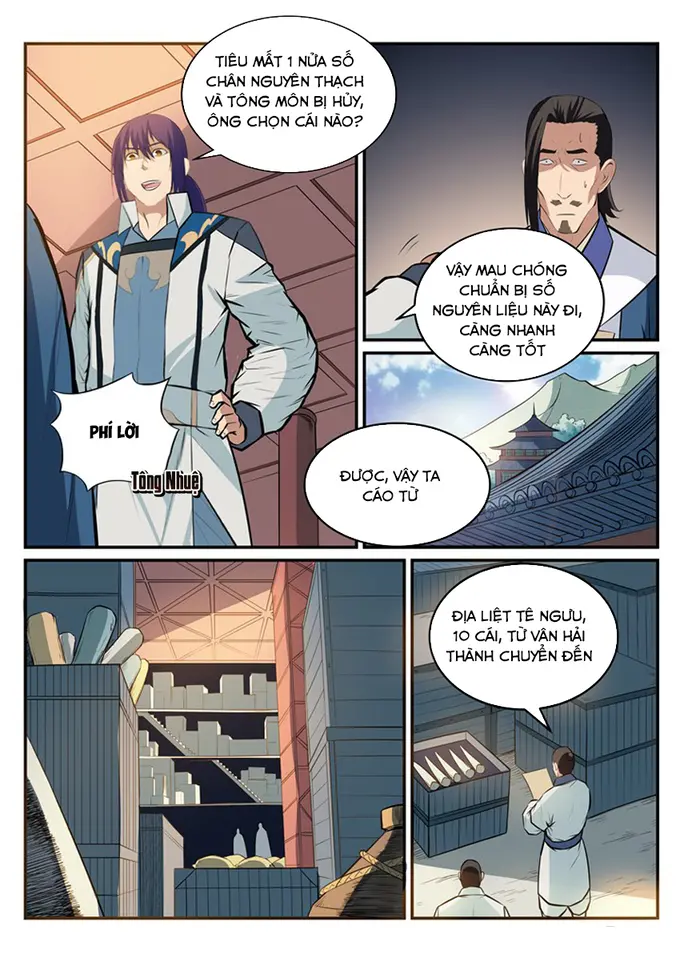 TIÊU MẤT 1 NỬA SỐ
CHÂN NGUYÊN THẠCH
VÀ TÔNG MÔN BỊ HỦY,
ÔNG CHỌN CÁI NÀO?
VẬY MAU CHÓNG
CHUẨN BỊ SỐ
NGUYÊN LIỆU NÀY ĐI,
CÀNG NHANH
CÀNG TỐT
PHÍ LỜI
Tông Nhuệ
ĐƯỢC, VẬY TA
CÁO TỪ
ĐỊA LIỆT TÊ NGƯU,
10 CÁI, TỪ VÂN HẢI
THÀNH CHUYỂN ĐẾN